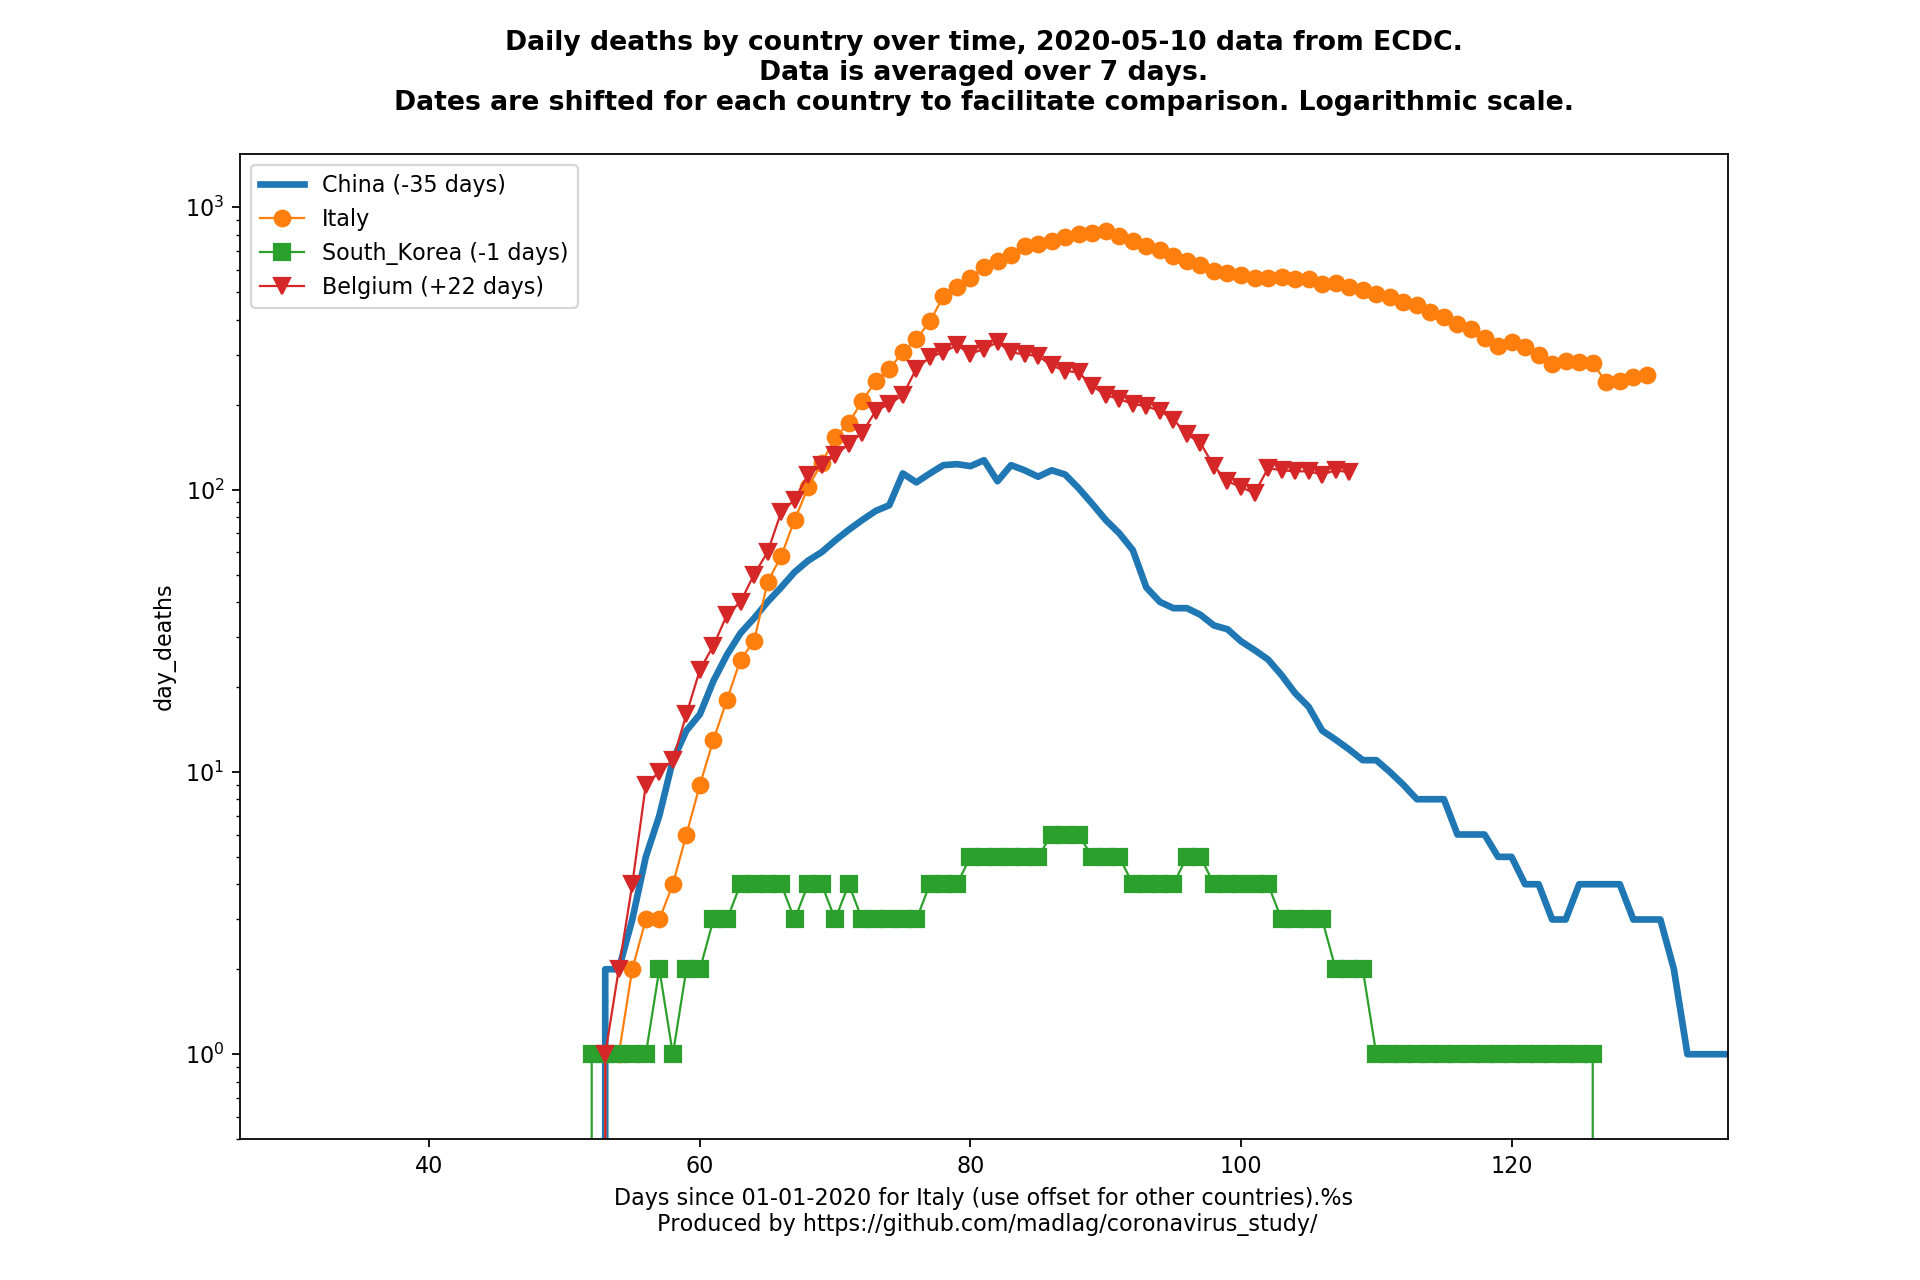 Daily deaths by country over time, 2020-05-10 data from ECDC.
Data is averaged over 7 days.
Dates are shifted for each country to facilitate comparison. Logarithmic scale.
China (-35 days)
Italy
South_Korea (-1 days)
Belgium (+22 days)
day_deaths
10³
10²
10¹
10⁰
40 60 80 100 120
Days since 01-01-2020 for Italy (use offset for other countries).%s
Produced by https://github.com/madlag/coronavirus_study/